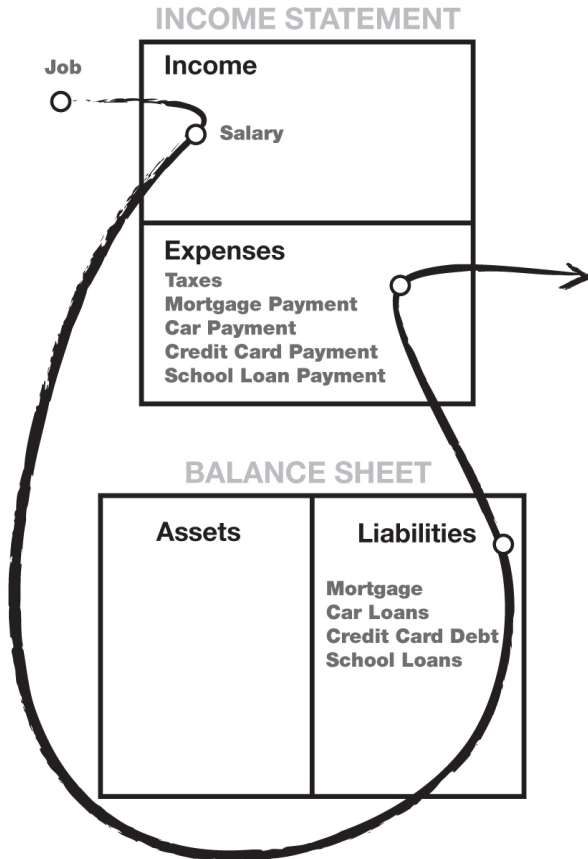 INCOME STATEMENT
Job
Income
Salary
Expenses
Taxes
Mortgage Payment
Car Payment
Credit Card Payment
School Loan Payment
BALANCE SHEET
Assets
Liabilities
Mortgage
Car Loans
Credit Card Debt
School Loans